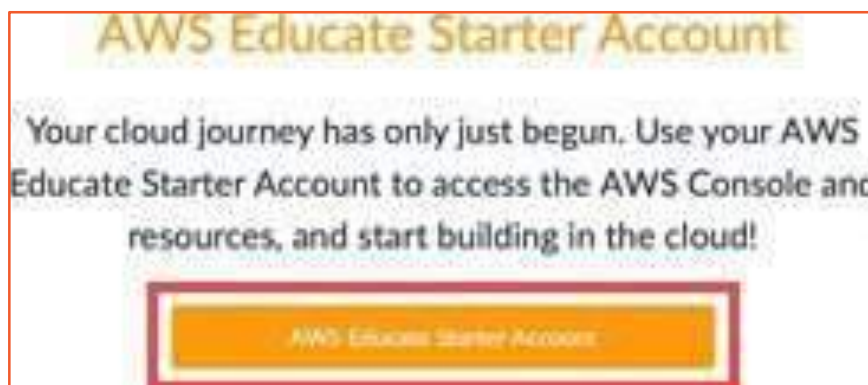 AWS Educate Starter Account
Your cloud journey has only just begun. Use your AWS
Educate Starter Account to access the AWS Console and
resources, and start building in the cloud!
AWS Educate Starter Account